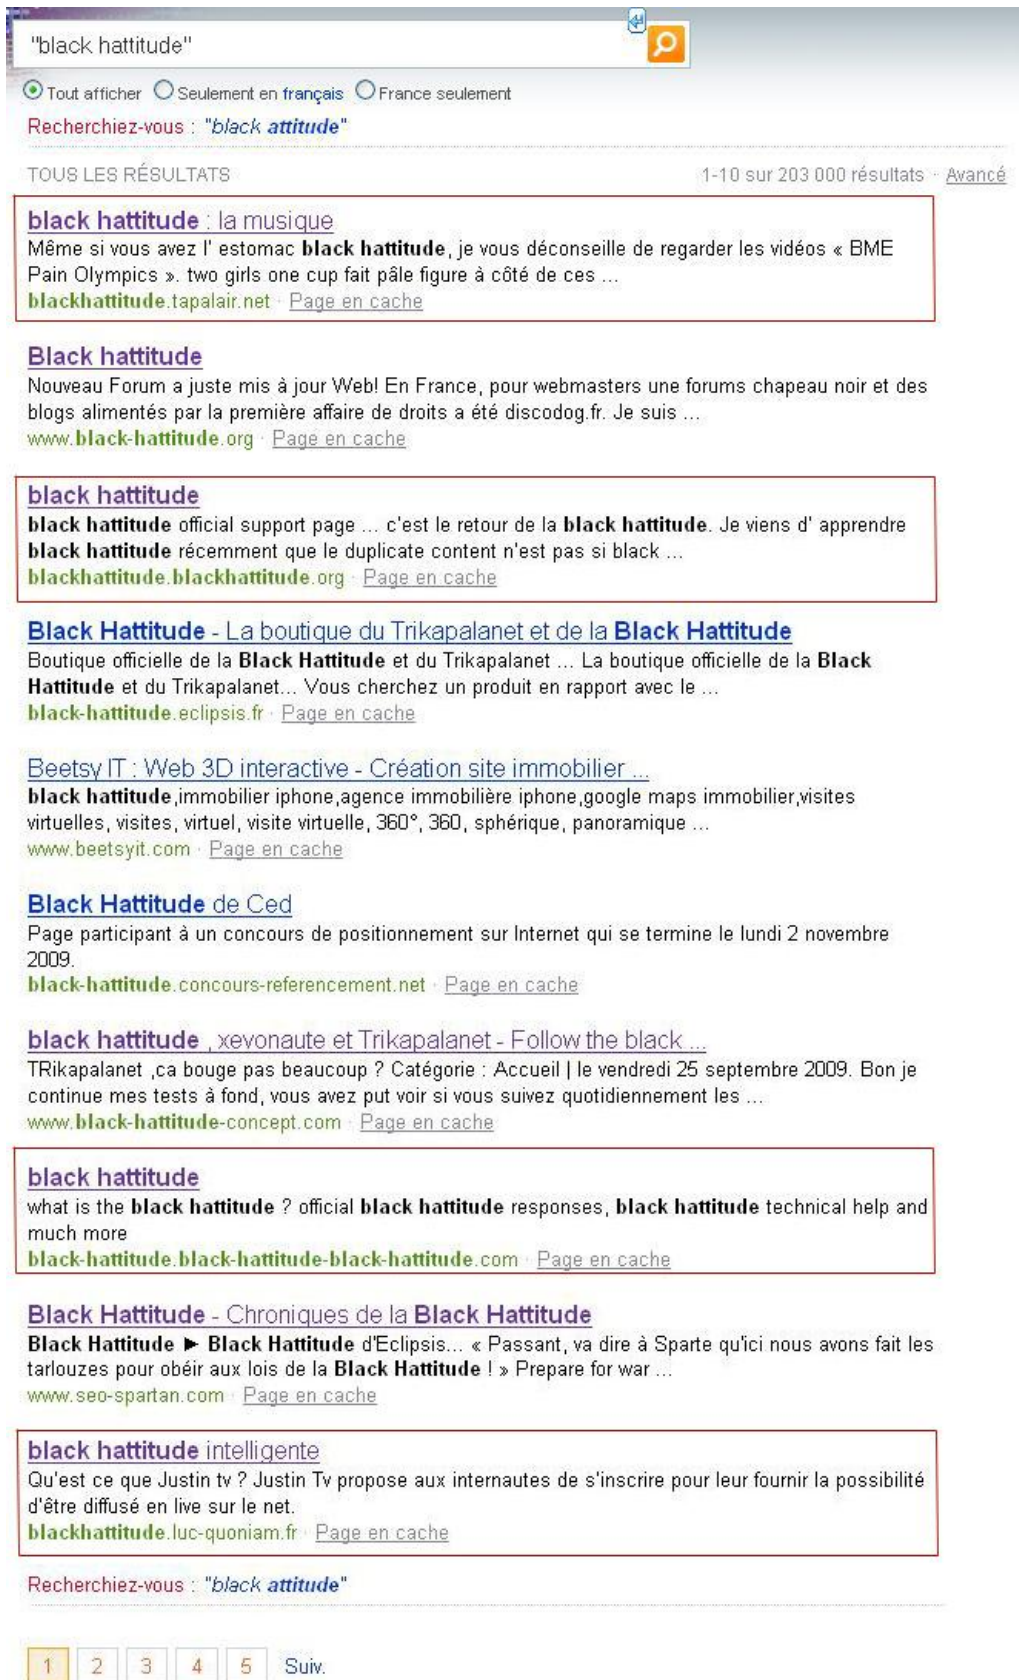 "black hattitude"
Tout afficher Seulement en français France seulement
Recherchiez-vous : "black attitude"
TOUS LES RÉSULTATS 1-10 sur 203 000 résultats · Avancé
black hattitude : la musique
Même si vous avez l' estomac black hattitude, je vous déconseille de regarder les vidéos « BME
Pain Olympics ». two girls one cup fait pâle figure à côté de ces ...
blackhattitude.tapalair.net · Page en cache
Black hattitude
Nouveau Forum a juste mis à jour Web! En France, pour webmasters une forums chapeau noir et des
blogs alimentés par la première affaire de droits a été discodog.fr. Je suis ...
www.black-hattitude.org · Page en cache
black hattitude
black hattitude official support page ... c'est le retour de la black hattitude. Je viens d' apprendre
black hattitude récemment que le duplicate content n'est pas si black ...
blackhattitude.blackhattitude.org · Page en cache
Black Hattitude - La boutique du Trikapalanet et de la Black Hattitude
Boutique officielle de la Black Hattitude et du Trikapalanet ... La boutique officielle de la Black
Hattitude et du Trikapalanet... Vous cherchez un produit en rapport avec le ...
black-hattitude.eclipsis.fr · Page en cache
Beetsy IT : Web 3D interactive - Création site immobilier ...
black hattitude,immobilier iphone,agence immobilière iphone,google maps immobilier,visites
virtuelles, visites, virtuel, visite virtuelle, 360°, 360, sphérique, panoramique ...
www.beetsyit.com · Page en cache
Black Hattitude de Ced
Page participant à un concours de positionnement sur Internet qui se termine le lundi 2 novembre
2009.
black-hattitude.concours-referencement.net · Page en cache
black hattitude , xevonaute et Trikapalanet - Follow the black ...
TRikapalanet ,ca bouge pas beaucoup ? Catégorie : Accueil | le vendredi 25 septembre 2009. Bon je
continue mes tests à fond, vous avez put voir si vous suivez quotidiennement les ...
www.black-hattitude-concept.com · Page en cache
black hattitude
what is the black hattitude ? official black hattitude responses, black hattitude technical help and
much more
black-hattitude.black-hattitude-black-hattitude.com · Page en cache
Black Hattitude - Chroniques de la Black Hattitude
Black Hattitude ► Black Hattitude d'Eclipsis... « Passant, va dire à Sparte qu'ici nous avons fait les
tarlouzes pour obéir aux lois de la Black Hattitude ! » Prepare for war ...
www.seo-spartan.com · Page en cache
black hattitude intelligente
Qu'est ce que Justin tv ? Justin Tv propose aux internautes de s'inscrire pour leur fournir la possibilité
d'être diffusé en live sur le net.
blackhattitude.luc-quoniam.fr · Page en cache
Recherchiez-vous : "black attitude"
1 2 3 4 5 Suiv.